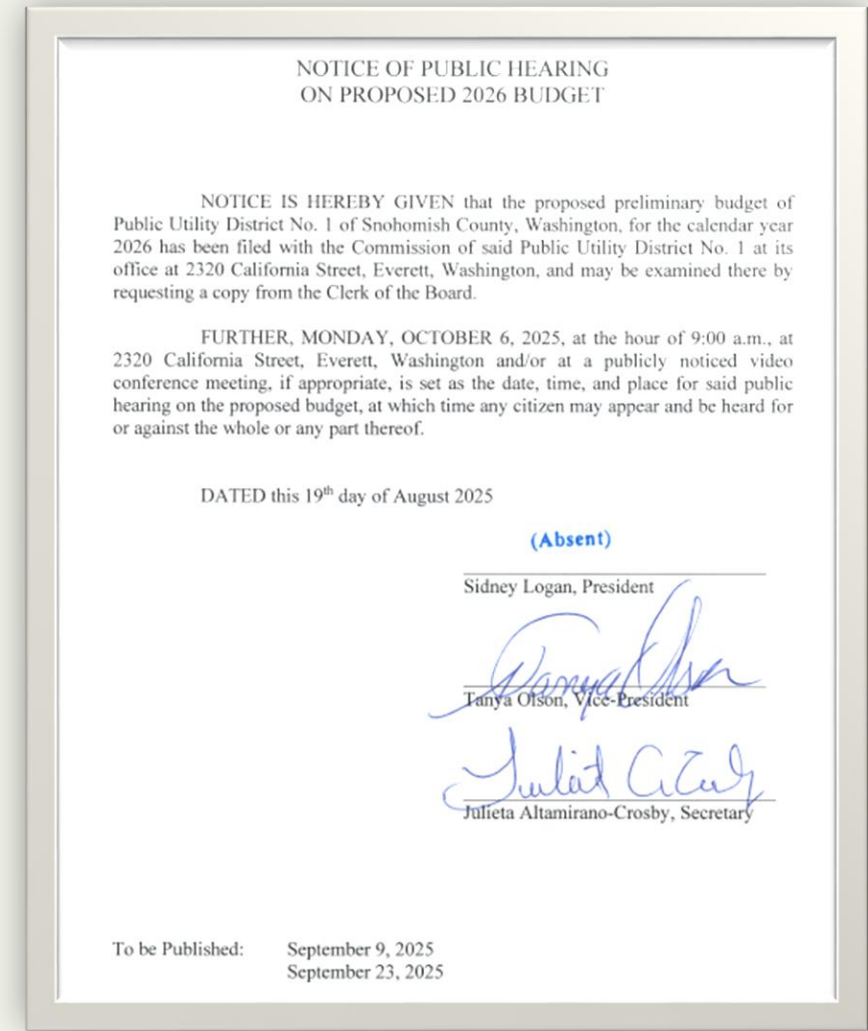 NOTICE OF PUBLIC HEARING
ON PROPOSED 2026 BUDGET
NOTICE IS HEREBY GIVEN that the proposed preliminary budget of
Public Utility District No. 1 of Snohomish County, Washington, for the calendar year
2026 has been filed with the Commission of said Public Utility District No. 1 at its
office at 2320 California Street, Everett, Washington, and may be examined there by
requesting a copy from the Clerk of the Board.
FURTHER, MONDAY, OCTOBER 6, 2025, at the hour of 9:00 a.m., at
2320 California Street, Everett, Washington and/or at a publicly noticed video
conference meeting, if appropriate, is set as the date, time, and place for said public
hearing on the proposed budget, at which time any citizen may appear and be heard for
or against the whole or any part thereof.
DATED this 19th day of August 2025
(Absent)
Sidney Logan, President
Tanya Olson
Tanya Olson, Vice-President
Julieta Altamirano-Crosby, Secretary
To be Published: September 9, 2025
September 23, 2025